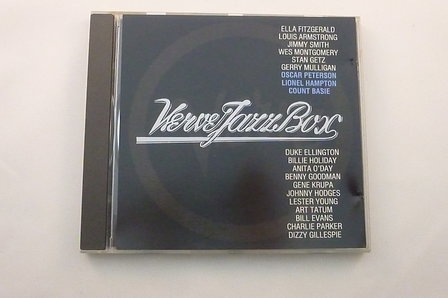 ELLA FITZGERALD
LOUIS ARMSTRONG
JIMMY SMITH
WES MONTGOMERY
STAN GETZ
GERRY MULLIGAN
OSCAR PETERSON
LIONEL HAMPTON
COUNT BASIE
Verve Jazz Box
DUKE ELLINGTON
BILLIE HOLIDAY
ANITA O'DAY
BENNY GOODMAN
GENE KRUPA
JOHNNY HODGES
LESTER YOUNG
ART TATUM
BILL EVANS
CHARLIE PARKER
DIZZY GILLESPIE